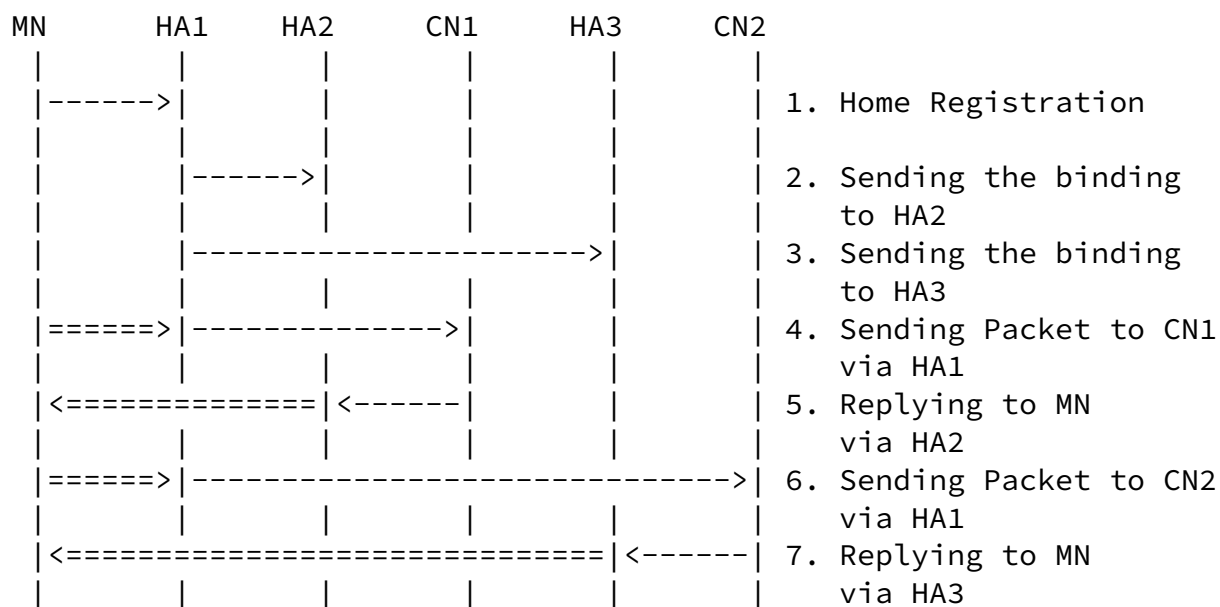 MN HA1 HA2 CN1 HA3 CN2
1. Home Registration
2. Sending the binding
to HA2
3. Sending the binding
to HA3
4. Sending Packet to CN1
via HA1
5. Replying to MN
via HA2
6. Sending Packet to CN2
via HA1
7. Replying to MN
via HA3